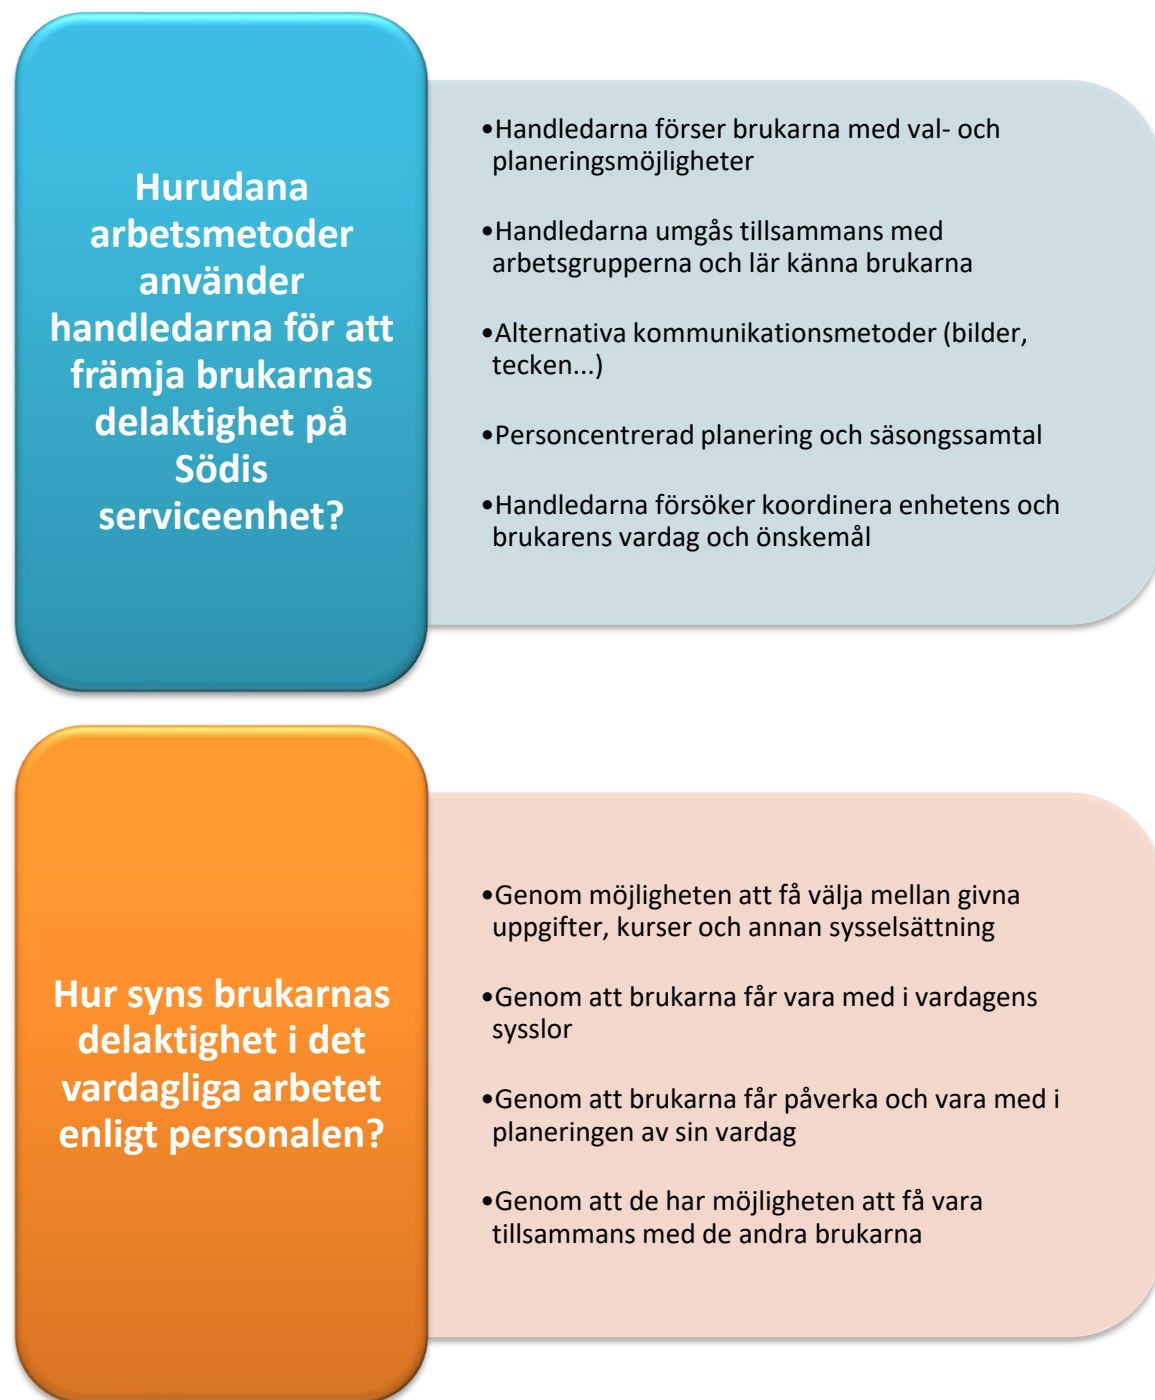 Hurudana
arbetsmetoder
använder
handledarna för att
främja brukarnas
delaktighet på
Södis
serviceenhet?
•Handledarna förser brukarna med val- och
planeringsmöjligheter
•Handledarna umgås tillsammans med
arbetsgrupperna och lär känna brukarna
•Alternativa kommunikationsmetoder (bilder,
tecken...)
•Personcentrerad planering och säsongssamtal
•Handledarna försöker koordinera enhetens och
brukarens vardag och önskemål
Hur syns brukarnas
delaktighet i det
vardagliga arbetet
enligt personalen?
•Genom möjligheten att få välja mellan givna
uppgifter, kurser och annan sysselsättning
•Genom att brukarna får vara med i vardagens
sysslor
•Genom att brukarna får påverka och vara med i
planeringen av sin vardag
•Genom att de har möjligheten att få vara
tillsammans med de andra brukarna